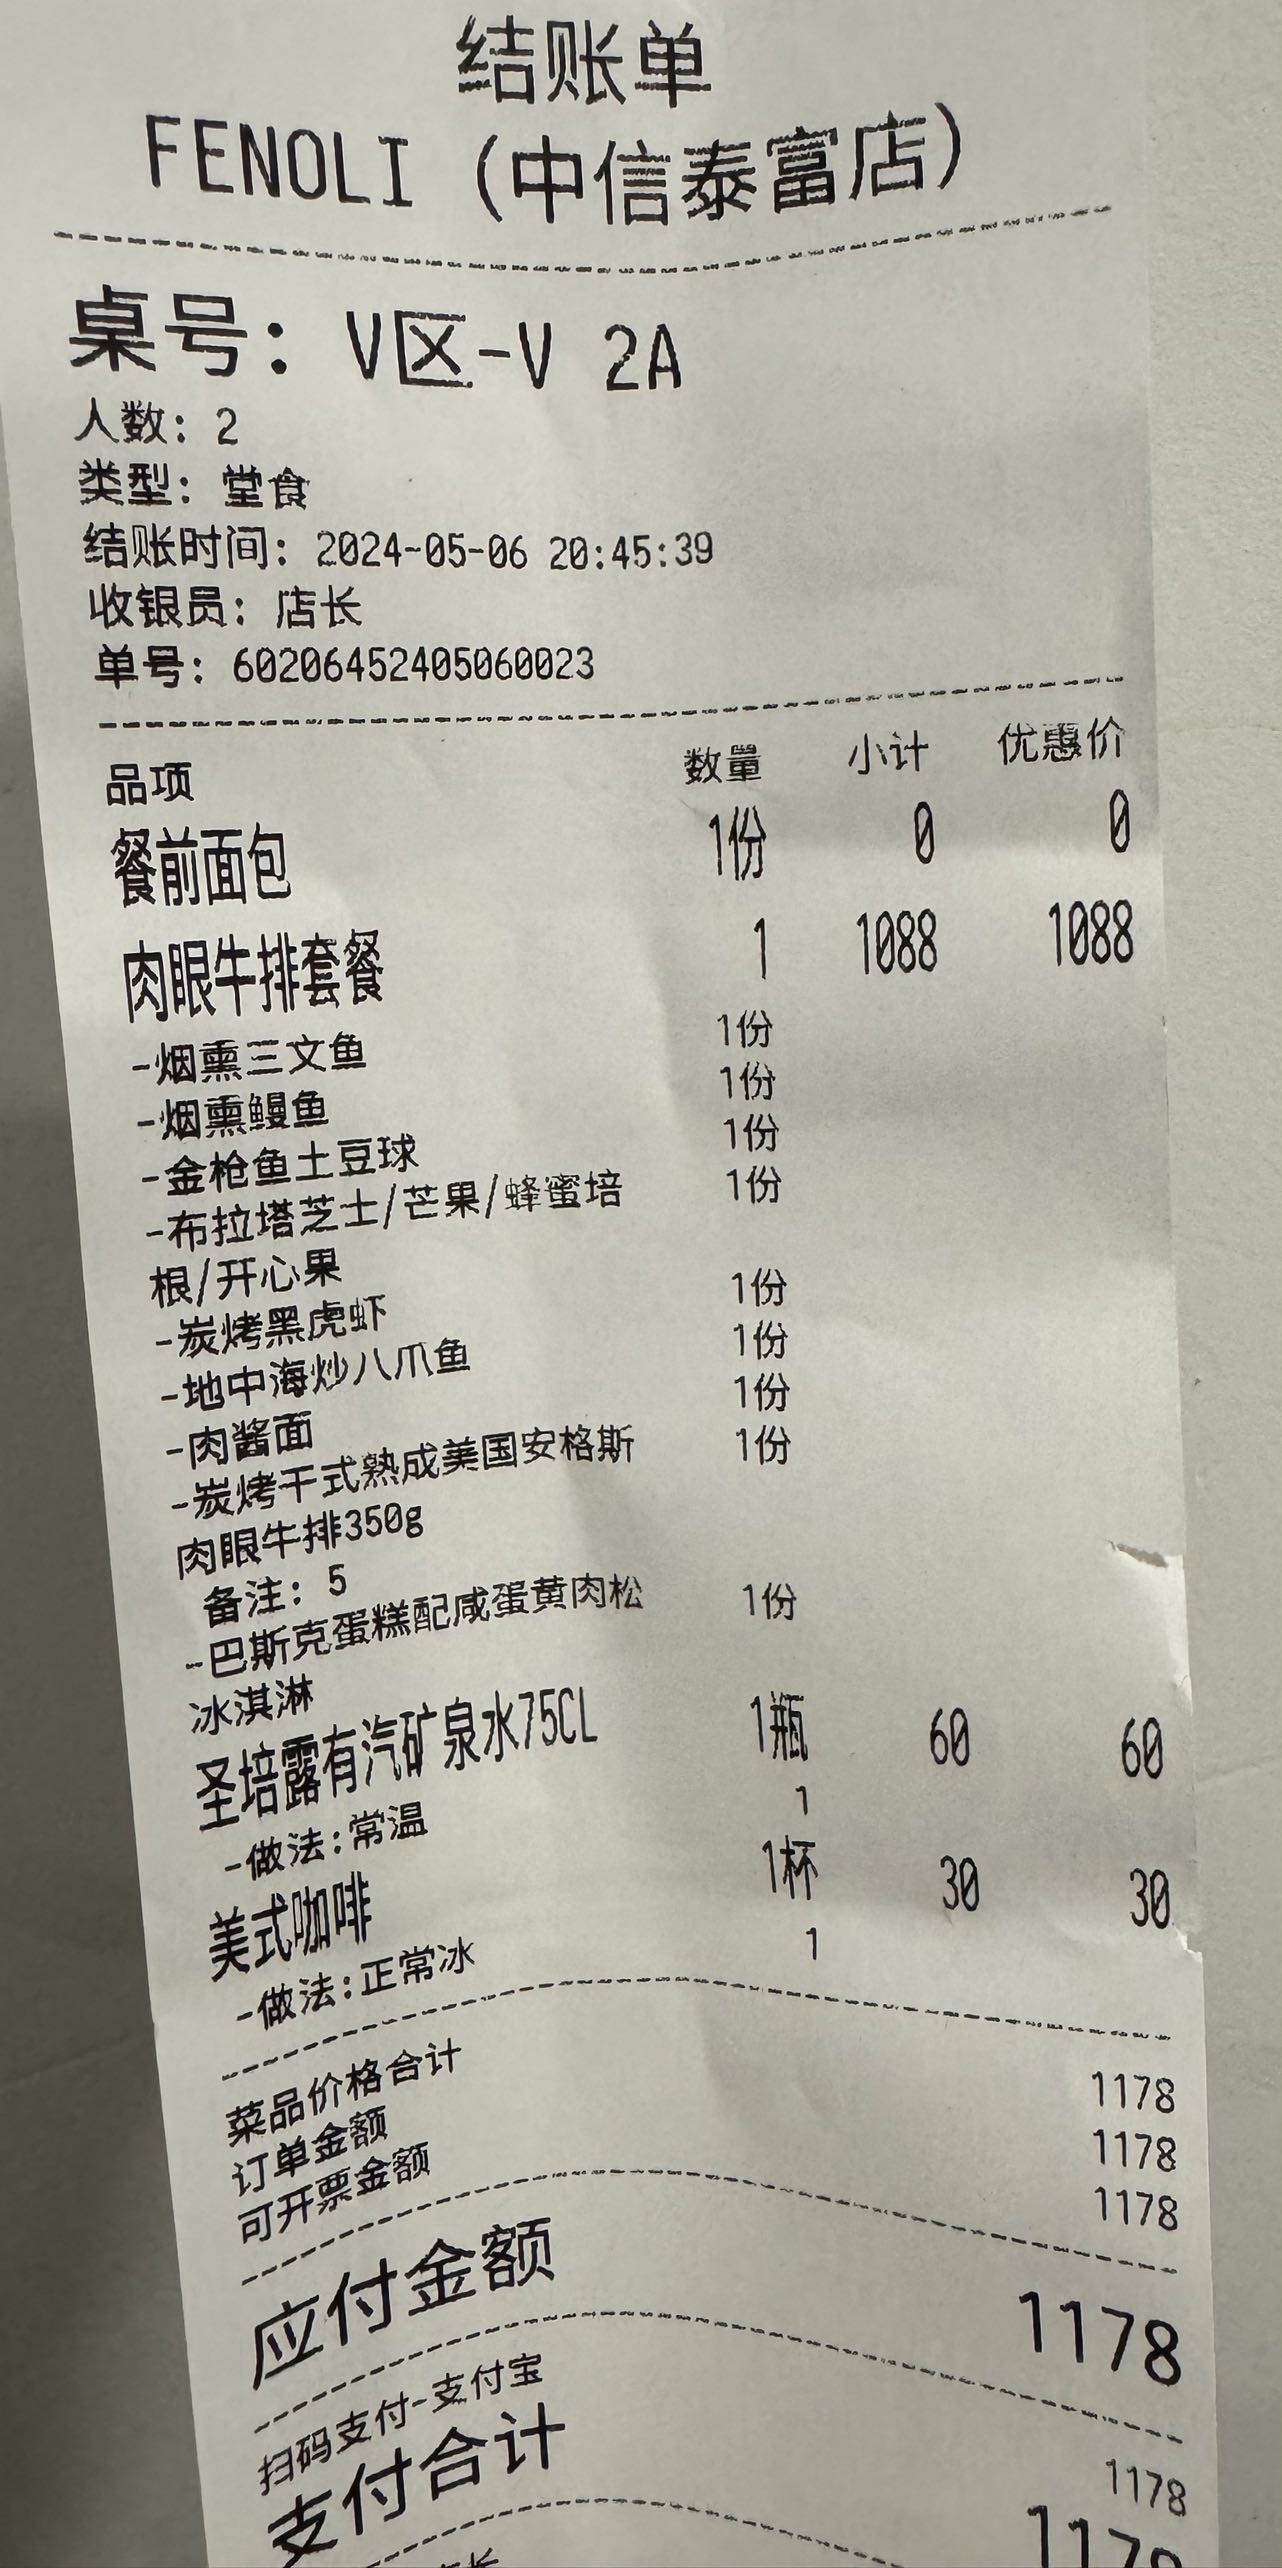 结账单
FENOLI (中信泰富店)
桌号: V区-V 2A
人数: 2
类型: 堂食
结账时间: 2024-05-06 20:45:39
收银员: 店长
单号: 60206452405060023
品项 数量 小计 优惠价
餐前面包 1份 0 0
肉眼牛排套餐 1 1088 1088
-烟熏三文鱼 1份
-烟熏鳗鱼 1份
-金枪鱼土豆球 1份
-布拉塔芝士/芒果/蜂蜜培 1份
根/开心果
-炭烤黑虎虾 1份
-地中海炒八爪鱼 1份
-肉酱面 1份
-炭烤干式熟成美国安格斯 1份
肉眼牛排350g
备注: 5
-巴斯克蛋糕配咸蛋黄肉松 1份
冰淇淋
圣培露有汽矿泉水75CL 1瓶 60 60
-做法:常温 1
美式咖啡 1杯 30 30
-做法:正常冰 1
菜品价格合计 1178
订单金额 1178
可开票金额 1178
应付金额 1178
扫码支付-支付宝 1178
支付合计 1178